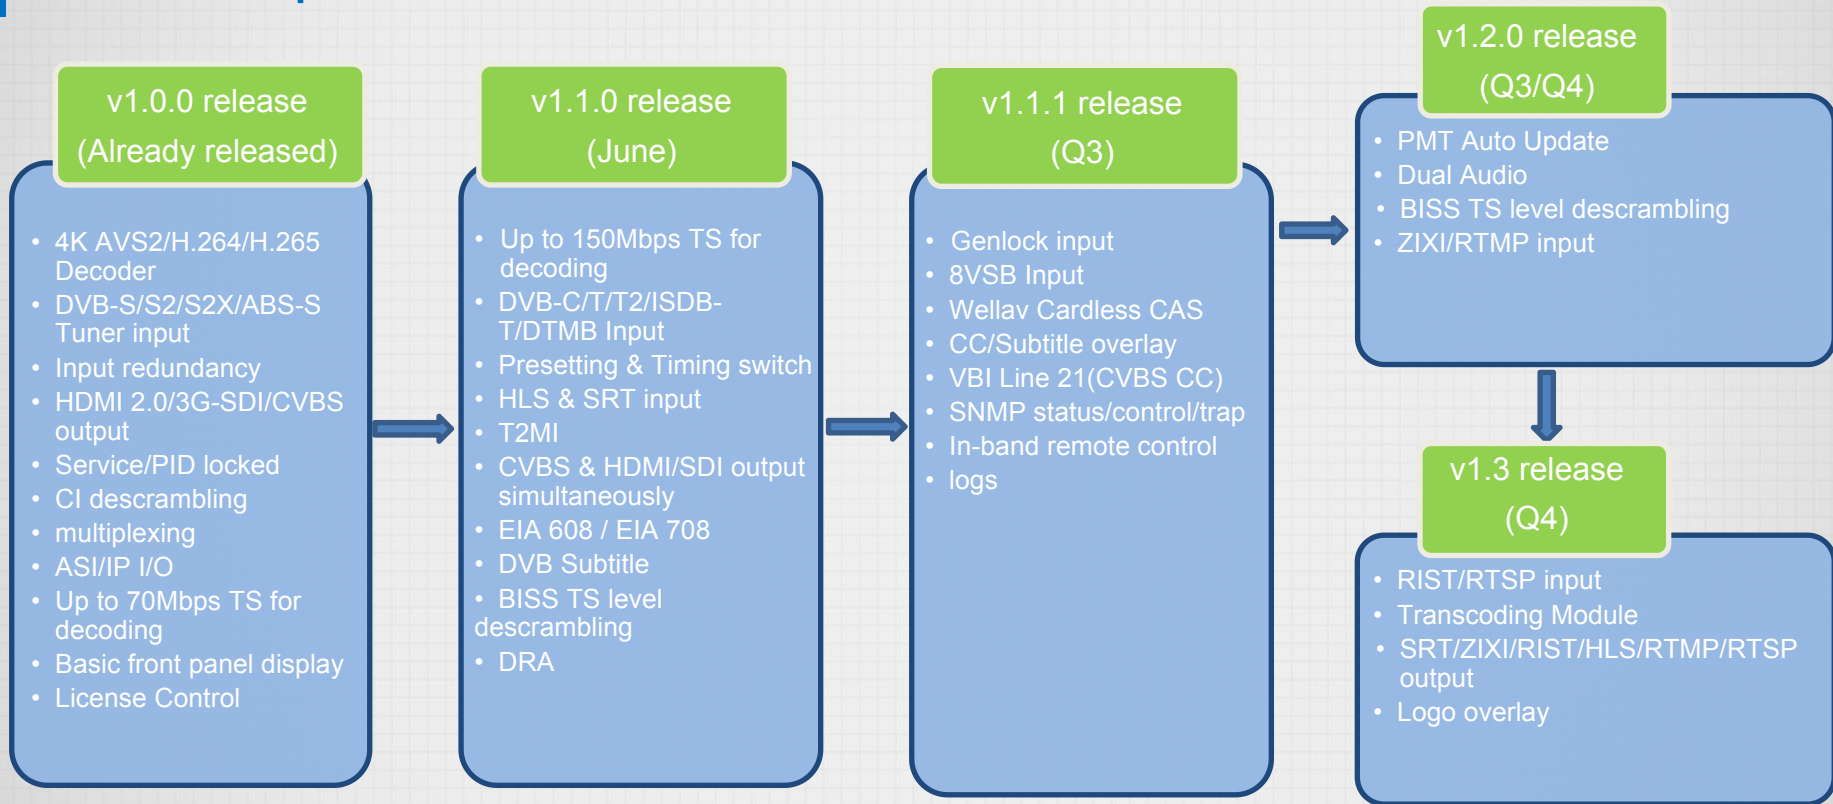 v1.0.0 release
(Already released)
• 4K AVS2/H.264/H.265
Decoder
• DVB-S/S2/S2X/ABS-S
Tuner input
• Input redundancy
• HDMI 2.0/3G-SDI/CVBS
output
• Service/PID locked
• CI descrambling
• multiplexing
• ASI/IP I/O
• Up to 70Mbps TS for
decoding
• Basic front panel display
• License Control
v1.1.0 release
(June)
• Up to 150Mbps TS for
decoding
• DVB-C/T/T2/ISDB-
T/DTMB Input
• Presetting & Timing switch
• HLS & SRT input
• T2MI
• CVBS & HDMI/SDI output
simultaneously
• EIA 608 / EIA 708
• DVB Subtitle
• BISS TS level
descrambling
• DRA
v1.1.1 release
(Q3)
• Genlock input
• 8VSB Input
• Wellav Cardless CAS
• CC/Subtitle overlay
• VBI Line 21(CVBS CC)
• SNMP status/control/trap
• In-band remote control
• logs
v1.2.0 release
(Q3/Q4)
• PMT Auto Update
• Dual Audio
• BISS TS level descrambling
• ZIXI/RTMP input
v1.3 release
(Q4)
• RIST/RTSP input
• Transcoding Module
• SRT/ZIXI/RIST/HLS/RTMP/RTSP
output
• Logo overlay